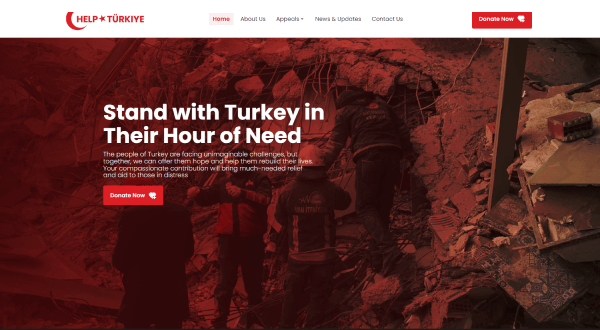 HELP ★ TÜRKIYE
Home
About Us
Appeals
News & Updates
Contact Us
Donate Now
Stand with Turkey in
Their Hour of Need
The people of Turkey are facing unimaginable challenges, but
together, we can offer them hope and help them rebuild their lives.
Your compassionate contribution will bring much-needed relief
and aid to those in distress
Donate Now